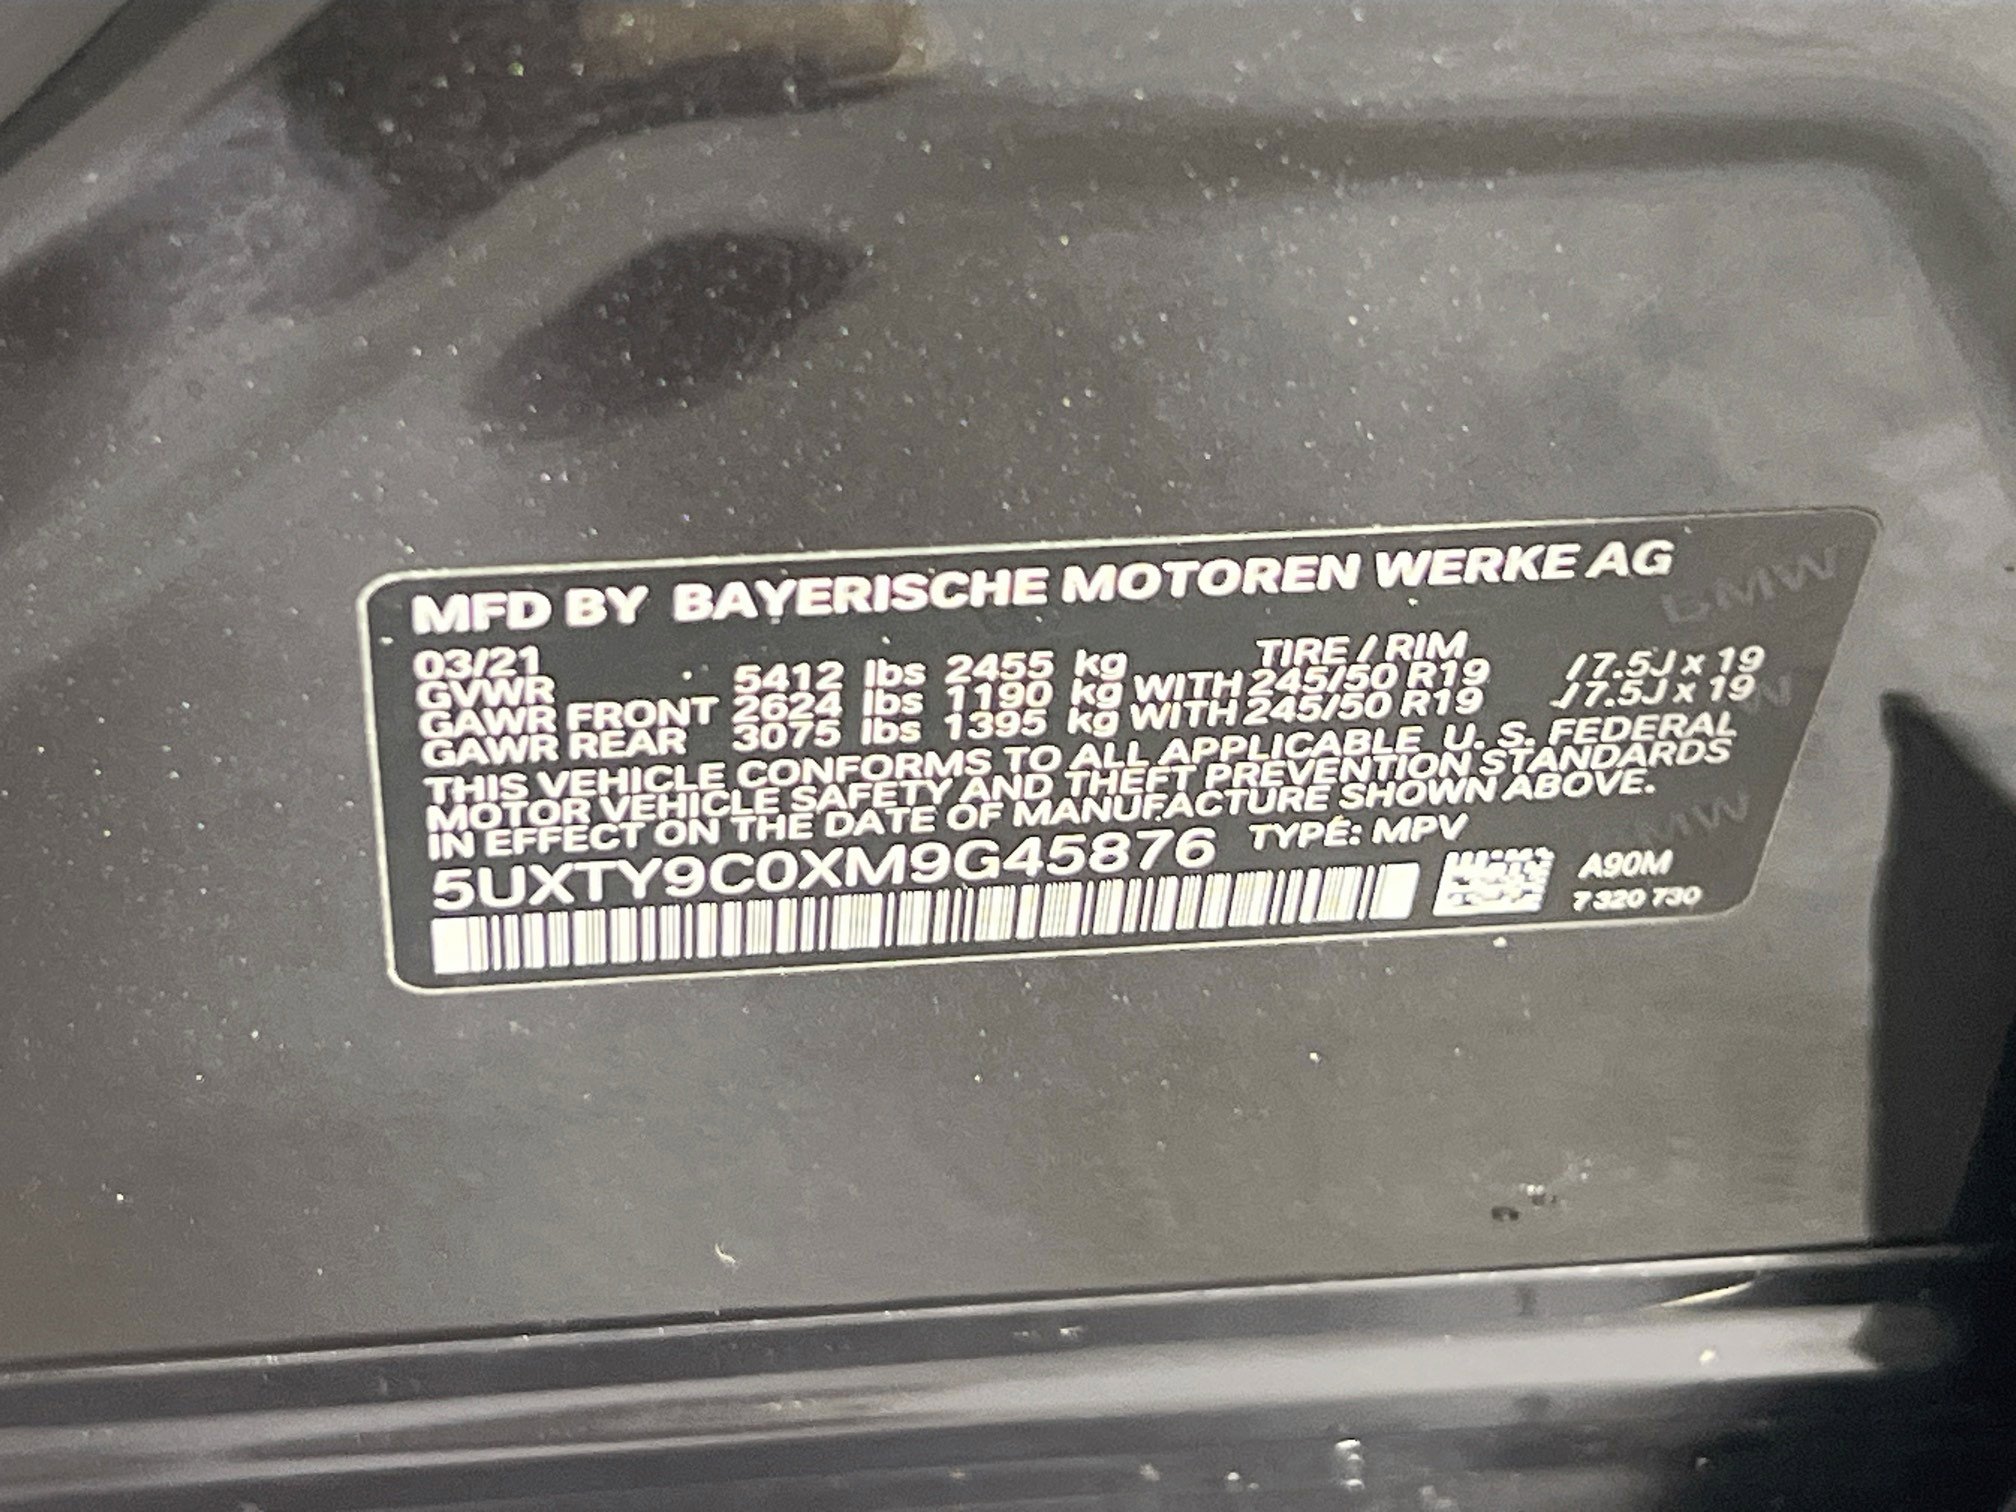 MFD BY BAYERISCHE MOTOREN WERKE AG
03/21 TIRE / RIM
GVWR 5412 lbs 2455 kg
GAWR FRONT 2624 lbs 1190 kg WITH 245/50 R19 / 7.5J x 19
GAWR REAR 3075 lbs 1395 kg WITH 245/50 R19 / 7.5J x 19
THIS VEHICLE CONFORMS TO ALL APPLICABLE U. S. FEDERAL
MOTOR VEHICLE SAFETY AND THEFT PREVENTION STANDARDS
IN EFFECT ON THE DATE OF MANUFACTURE SHOWN ABOVE.
5UXTY9C0XM9G45876 TYPE: MPV
A90M
7 320 730
BMW
BMW